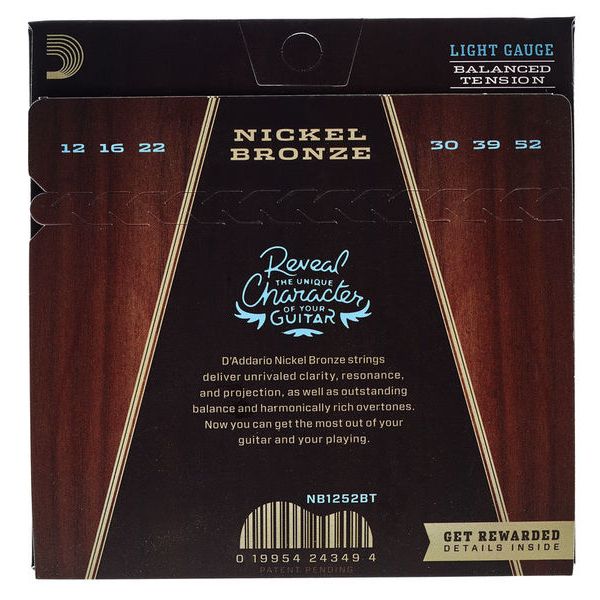 LIGHT GAUGE
BALANCED
TENSION
12 16 22
NICKEL
BRONZE
30 39 52
Reveal
THE UNIQUE
Character
OF YOUR
GUITAR
D'Addario Nickel Bronze strings
deliver unrivaled clarity, resonance,
and projection, as well as outstanding
balance and harmonically rich overtones.
Now you can get the most out of your
guitar and your playing.
NB1252BT
0 19954 24349 4
PATENT PENDING
GET REWARDED
DETAILS INSIDE